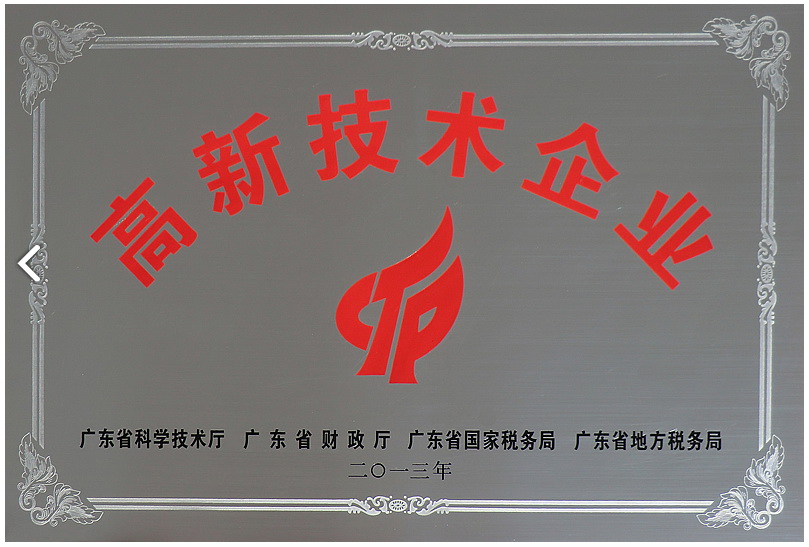 高新技术企业
广东省科学技术厅 广东省财政厅 广东省国家税务局 广东省地方税务局
二〇一三年